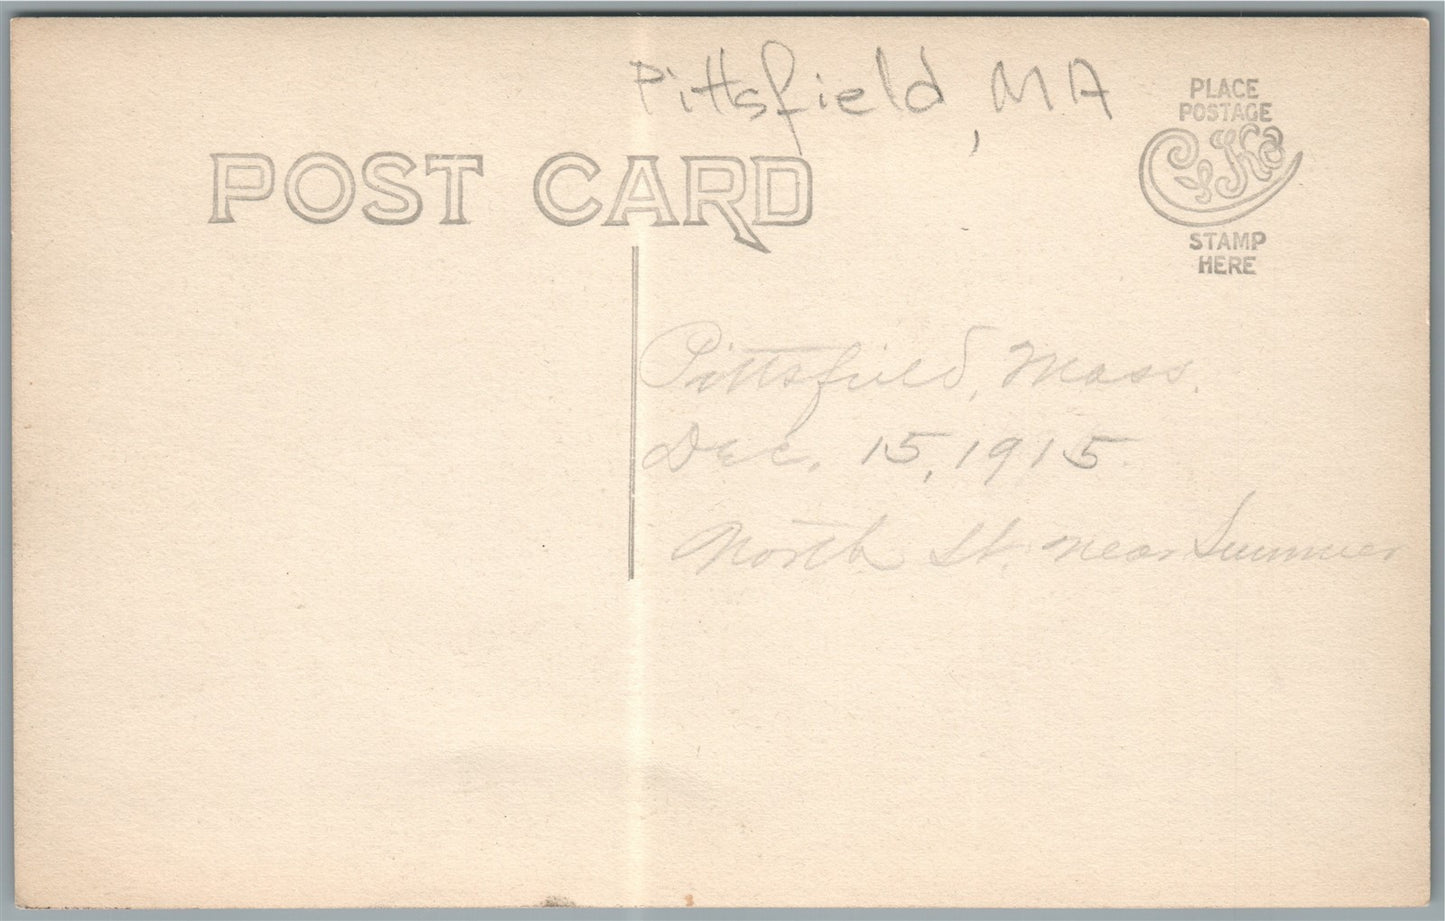 Pittsfield, MA
PLACE
POSTAGE
STAMP
HERE
POST CARD
Pittsfield, Mass.
Dec. 15, 1915
North St. near Summer